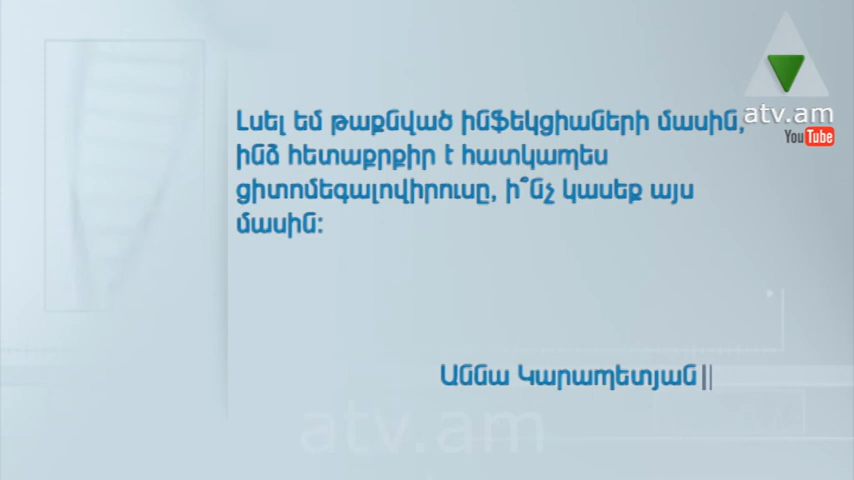 atv.am
YouTube
Լսել եմ թաքնված ինֆեկցիաների մասին,
ինձ հետաքրքիր է հատկապես
ցիտոմեգալովիրուսը, ի՞նչ կասեք այս
մասին:
Աննա Կարապետյան
atv.am